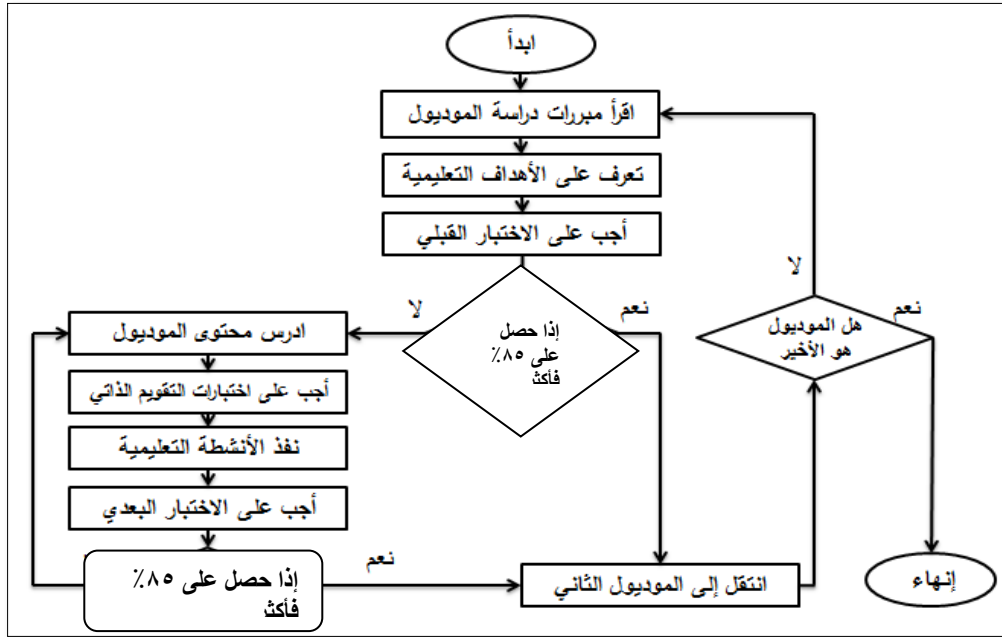 ابدأ
اقرأ مبررات دراسة الموديول
تعرف على الأهداف التعليمية
أجب على الاختبار القبلي
إذا حصل
على ٨٥٪
فأكثر
نعم
لا
ادرس محتوى الموديول
أجب على اختبارات التقويم الذاتي
نفذ الأنشطة التعليمية
أجب على الاختبار البعدي
إذا حصل على ٨٥٪
فأكثر
نعم
انتقل إلى الموديول الثاني
هل الموديول
هو الأخير
لا
نعم
إنهاء